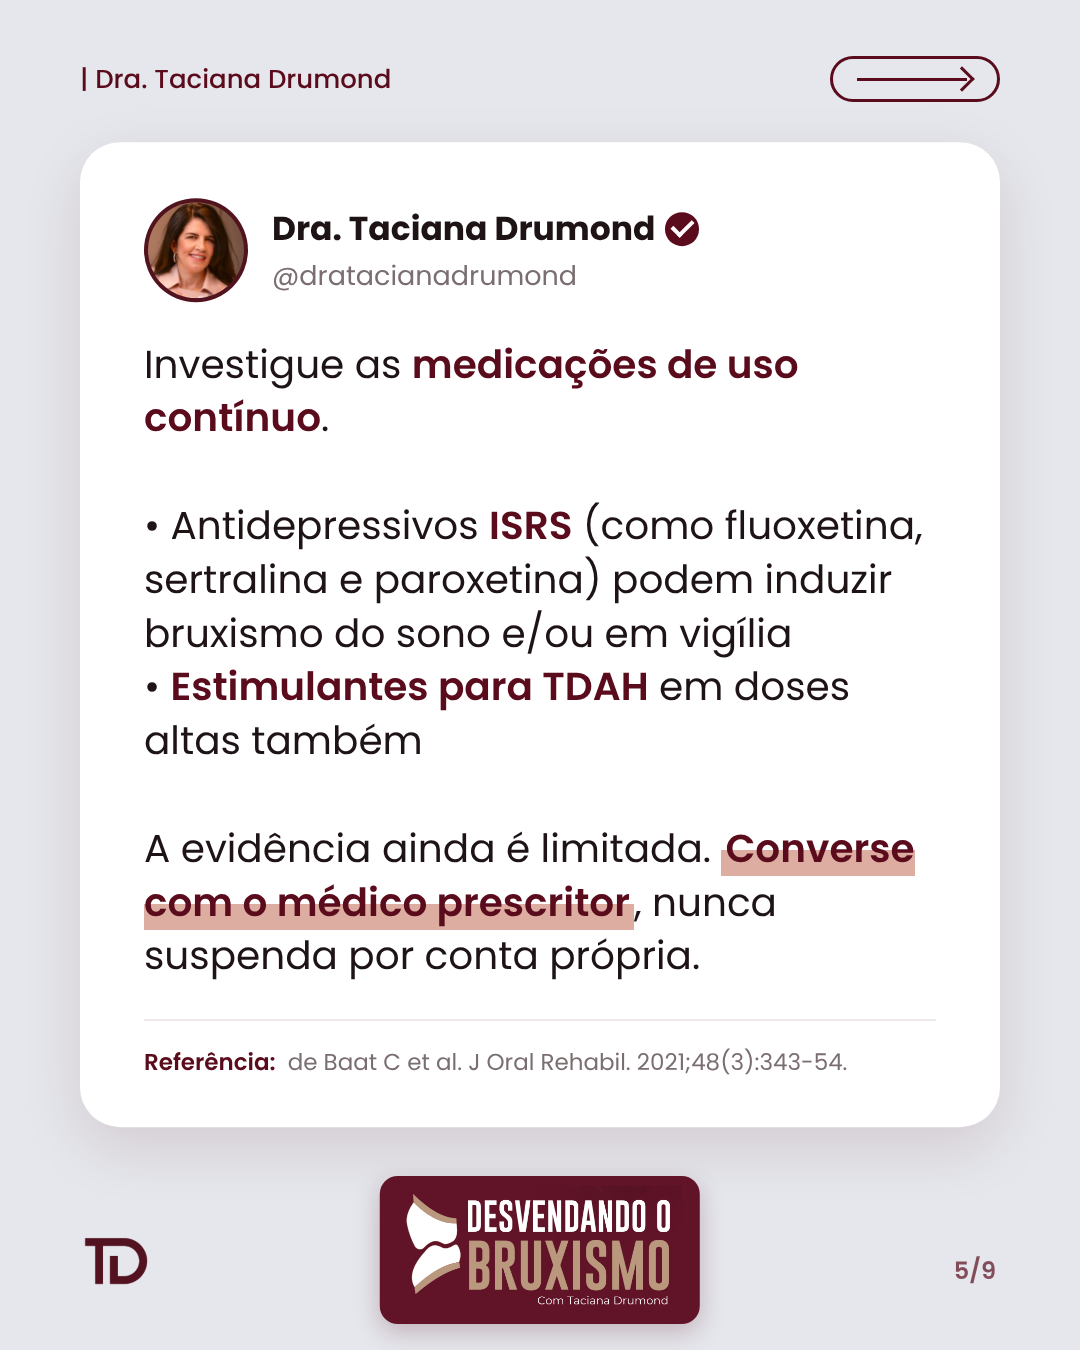 | Dra. Taciana Drumond
Dra. Taciana Drumond
@dratacianadrumond
Investigue as medicações de uso
contínuo.
• Antidepressivos ISRS (como fluoxetina,
sertralina e paroxetina) podem induzir
bruxismo do sono e/ou em vigília
• Estimulantes para TDAH em doses
altas também
A evidência ainda é limitada. Converse
com o médico prescritor, nunca
suspenda por conta própria.
Referência: de Baat C et al. J Oral Rehabil. 2021;48(3):343-54.
DESVENDANDO O
BRUXISMO
Com Taciana Drumond
TD
5/9